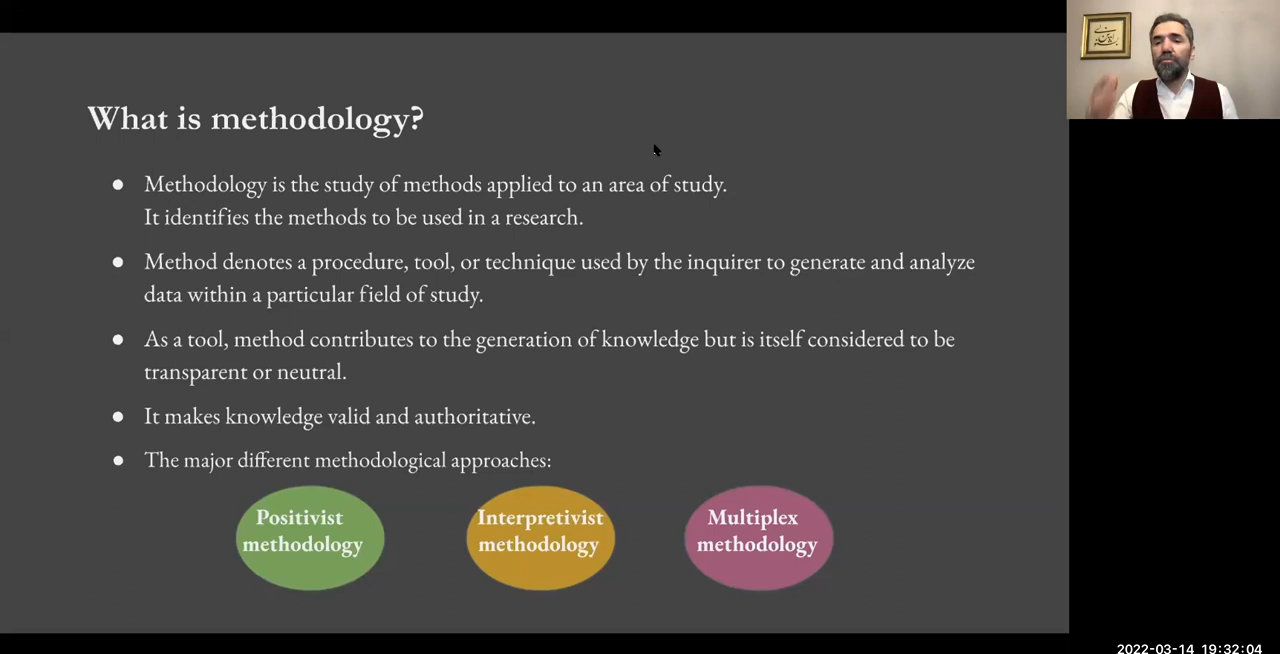 What is methodology?
Methodology is the study of methods applied to an area of study.
It identifies the methods to be used in a research.
Method denotes a procedure, tool, or technique used by the inquirer to generate and analyze
data within a particular field of study.
As a tool, method contributes to the generation of knowledge but is itself considered to be
transparent or neutral.
It makes knowledge valid and authoritative.
The major different methodological approaches:
Positivist
methodology
Interpretivist
methodology
Multiplex
methodology
2022-03-14 19:32:04